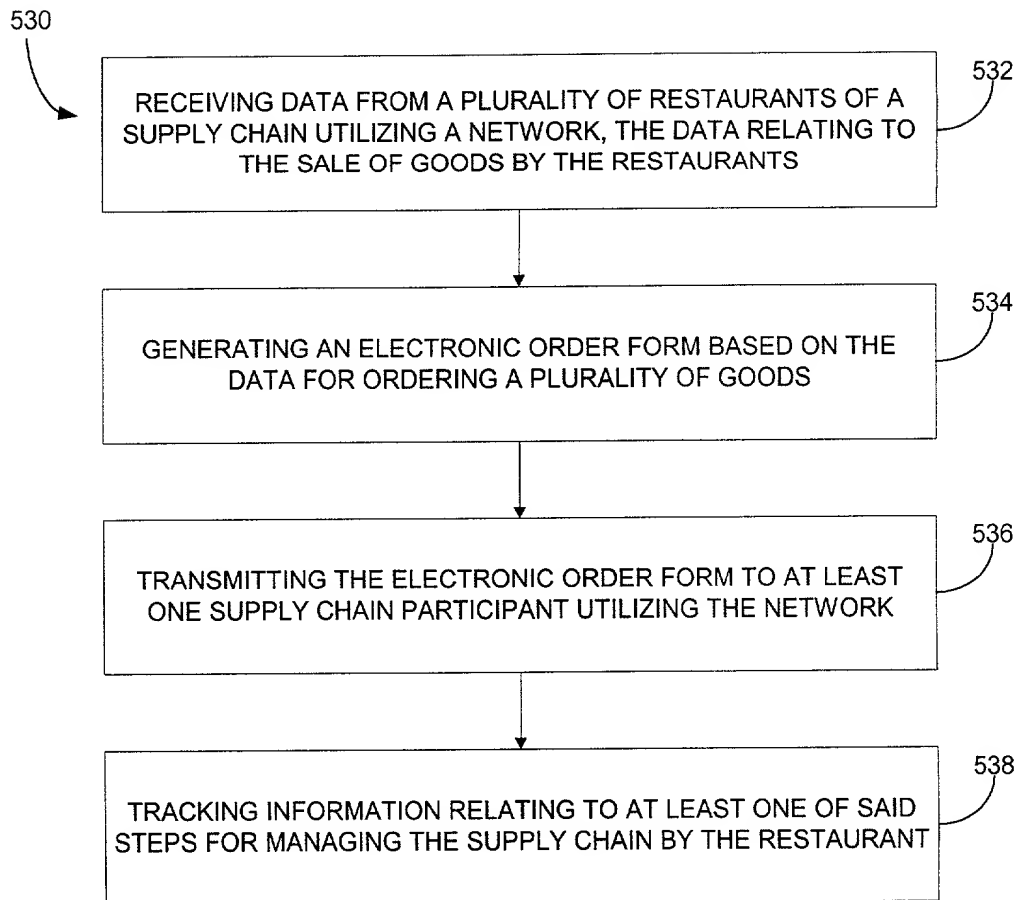 530
532
RECEIVING DATA FROM A PLURALITY OF RESTAURANTS OF A
SUPPLY CHAIN UTILIZING A NETWORK, THE DATA RELATING TO
THE SALE OF GOODS BY THE RESTAURANTS
534
GENERATING AN ELECTRONIC ORDER FORM BASED ON THE
DATA FOR ORDERING A PLURALITY OF GOODS
536
TRANSMITTING THE ELECTRONIC ORDER FORM TO AT LEAST
ONE SUPPLY CHAIN PARTICIPANT UTILIZING THE NETWORK
538
TRACKING INFORMATION RELATING TO AT LEAST ONE OF SAID
STEPS FOR MANAGING THE SUPPLY CHAIN BY THE RESTAURANT